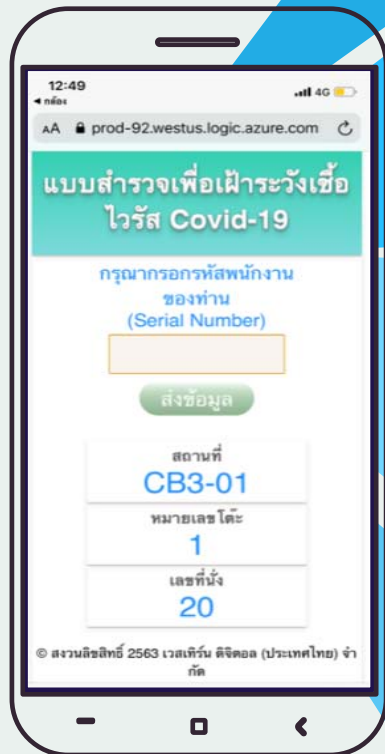 12:49
◀ กล้อง
4G
AA prod-92.westus.logic.azure.com
แบบสำรวจเพื่อเฝ้าระวังเชื้อ
ไวรัส Covid-19
กรุณากรอกรหัสพนักงาน
ของท่าน
(Serial Number)
ส่งข้อมูล
สถานที่
CB3-01
หมายเลขโต๊ะ
1
เลขที่นั่ง
20
© สงวนลิขสิทธิ์ 2563 เวสเทิร์น ดิจิตอล (ประเทศไทย) จำ
กัด